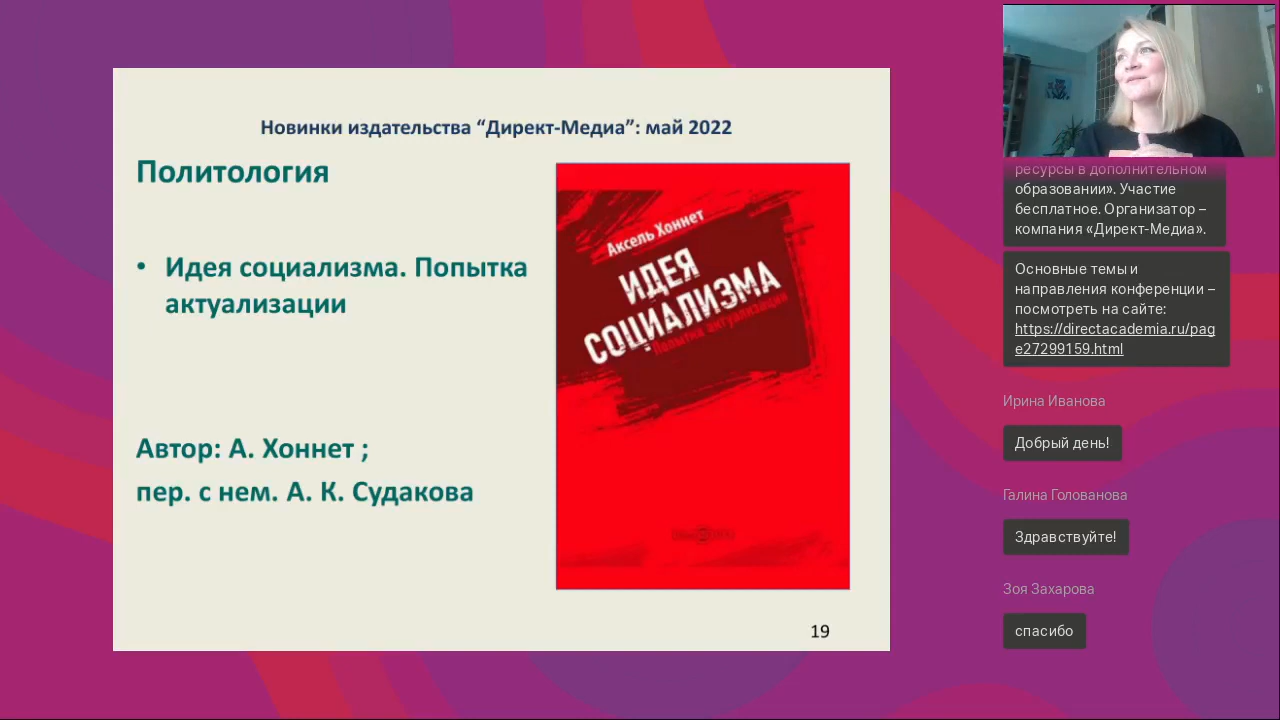 Новинки издательства “Директ-Медиа”: май 2022
Политология
• Идея социализма. Попытка
актуализации
Автор: А. Хоннет ;
пер. с нем. А. К. Судакова
Аксель Хоннет
ИДЕЯ
СОЦИАЛИЗМА
Попытка актуализации
19
ресурсы в дополнительном
образовании». Участие
бесплатное. Организатор –
компания «Директ-Медиа».
Основные темы и
направления конференции –
посмотреть на сайте:
https://directacademia.ru/pag
e27299159.html
Ирина Иванова
Добрый день!
Галина Голованова
Здравствуйте!
Зоя Захарова
спасибо